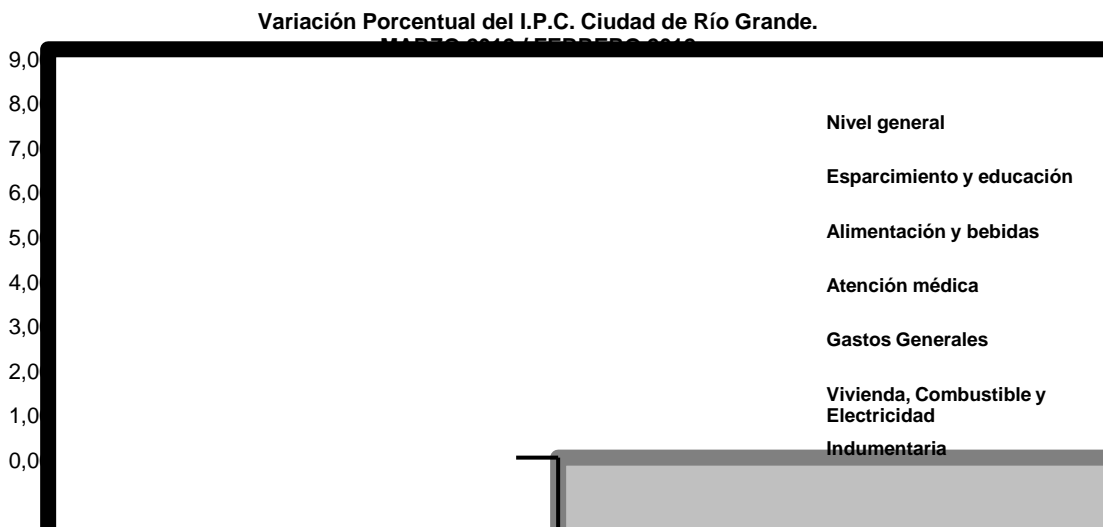 Variación Porcentual del I.P.C. Ciudad de Río Grande.
9,0
8,0
7,0
6,0
5,0
4,0
3,0
2,0
1,0
0,0
Nivel general
Esparcimiento y educación
Alimentación y bebidas
Atención médica
Gastos Generales
Vivienda, Combustible y
Electricidad
Indumentaria